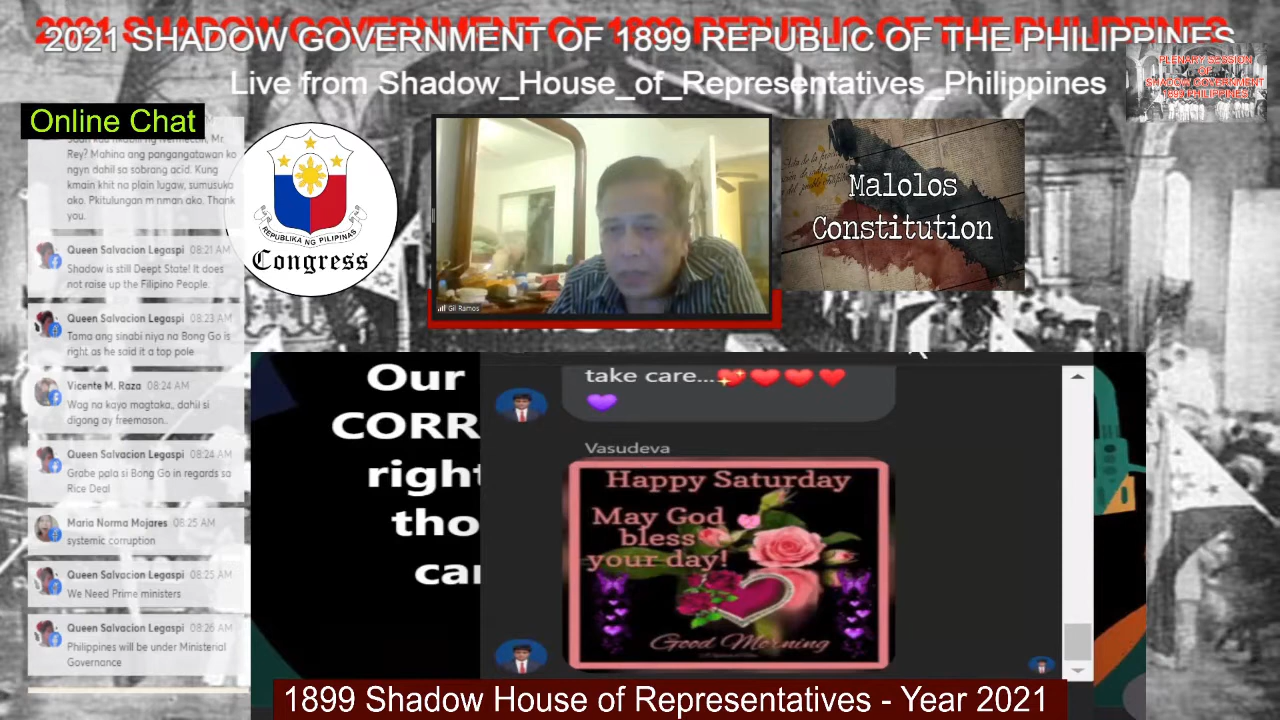 2021 SHADOW GOVERNMENT OF 1899 REPUBLIC OF THE PHILIPPINES
Live from Shadow_House_of_Representatives_Philippines
PLENARY SESSION
OF
SHADOW GOVERNMENT
1899 PHILIPPINES
Online Chat
Mr.
Rey? Mahina ang pangangatawan ko
ngyn dahil sa sobrang acid. Kung
kmain khit na plain lugaw, sumusuka
ako. Pkitulungan m nman ako. Thank
you.
Queen Salvacion Legaspi 08:21 AM
Shadow is still Deept State! It does
not raise up the Filipino People.
Queen Salvacion Legaspi 08:23 AM
Tama ang sinabi niya na Bong Go is
right as he said it a top pole
Vicente M. Raza 08:24 AM
Wag na kayo magtaka,, dahil si
digong ay freemason..
Queen Salvacion Legaspi 08:24 AM
Grabe pala si Bong Go in regards sa
Rice Deal
Maria Norma Mojares 08:25 AM
systemic corruption
Queen Salvacion Legaspi 08:25 AM
We Need Prime ministers
Queen Salvacion Legaspi 08:26 AM
Philippines will be under Ministerial
Governance
REPUBLIKA NG PILIPINAS
Congress
Gil Ramos
Malolos
Constitution
Our
CORR
right
tho
car
take care...
Vasudeva
Happy Saturday
May God
bless
your day!
Good Morning
1899 Shadow House of Representatives - Year 2021